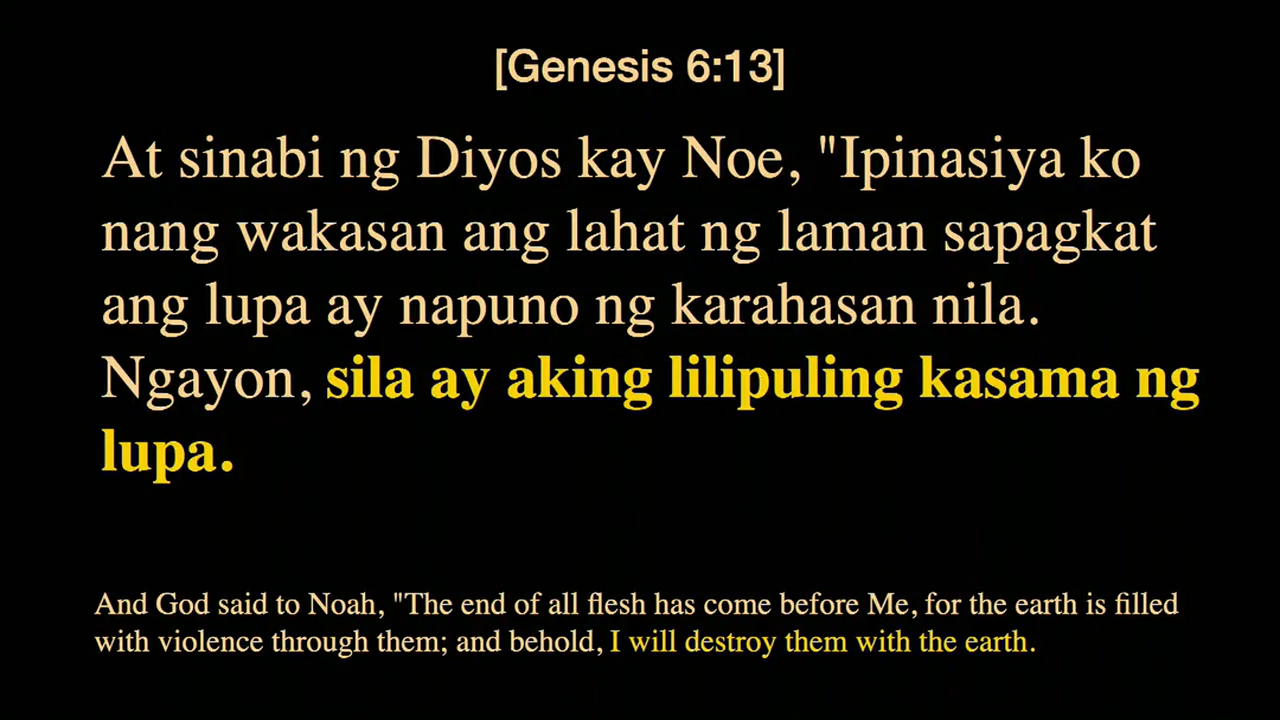 [Genesis 6:13]
At sinabi ng Diyos kay Noe, "Ipinasiya ko
nang wakasan ang lahat ng laman sapagkat
ang lupa ay napuno ng karahasan nila.
Ngayon, sila ay aking lilipuling kasama ng
lupa.
And God said to Noah, "The end of all flesh has come before Me, for the earth is filled
with violence through them; and behold, I will destroy them with the earth.